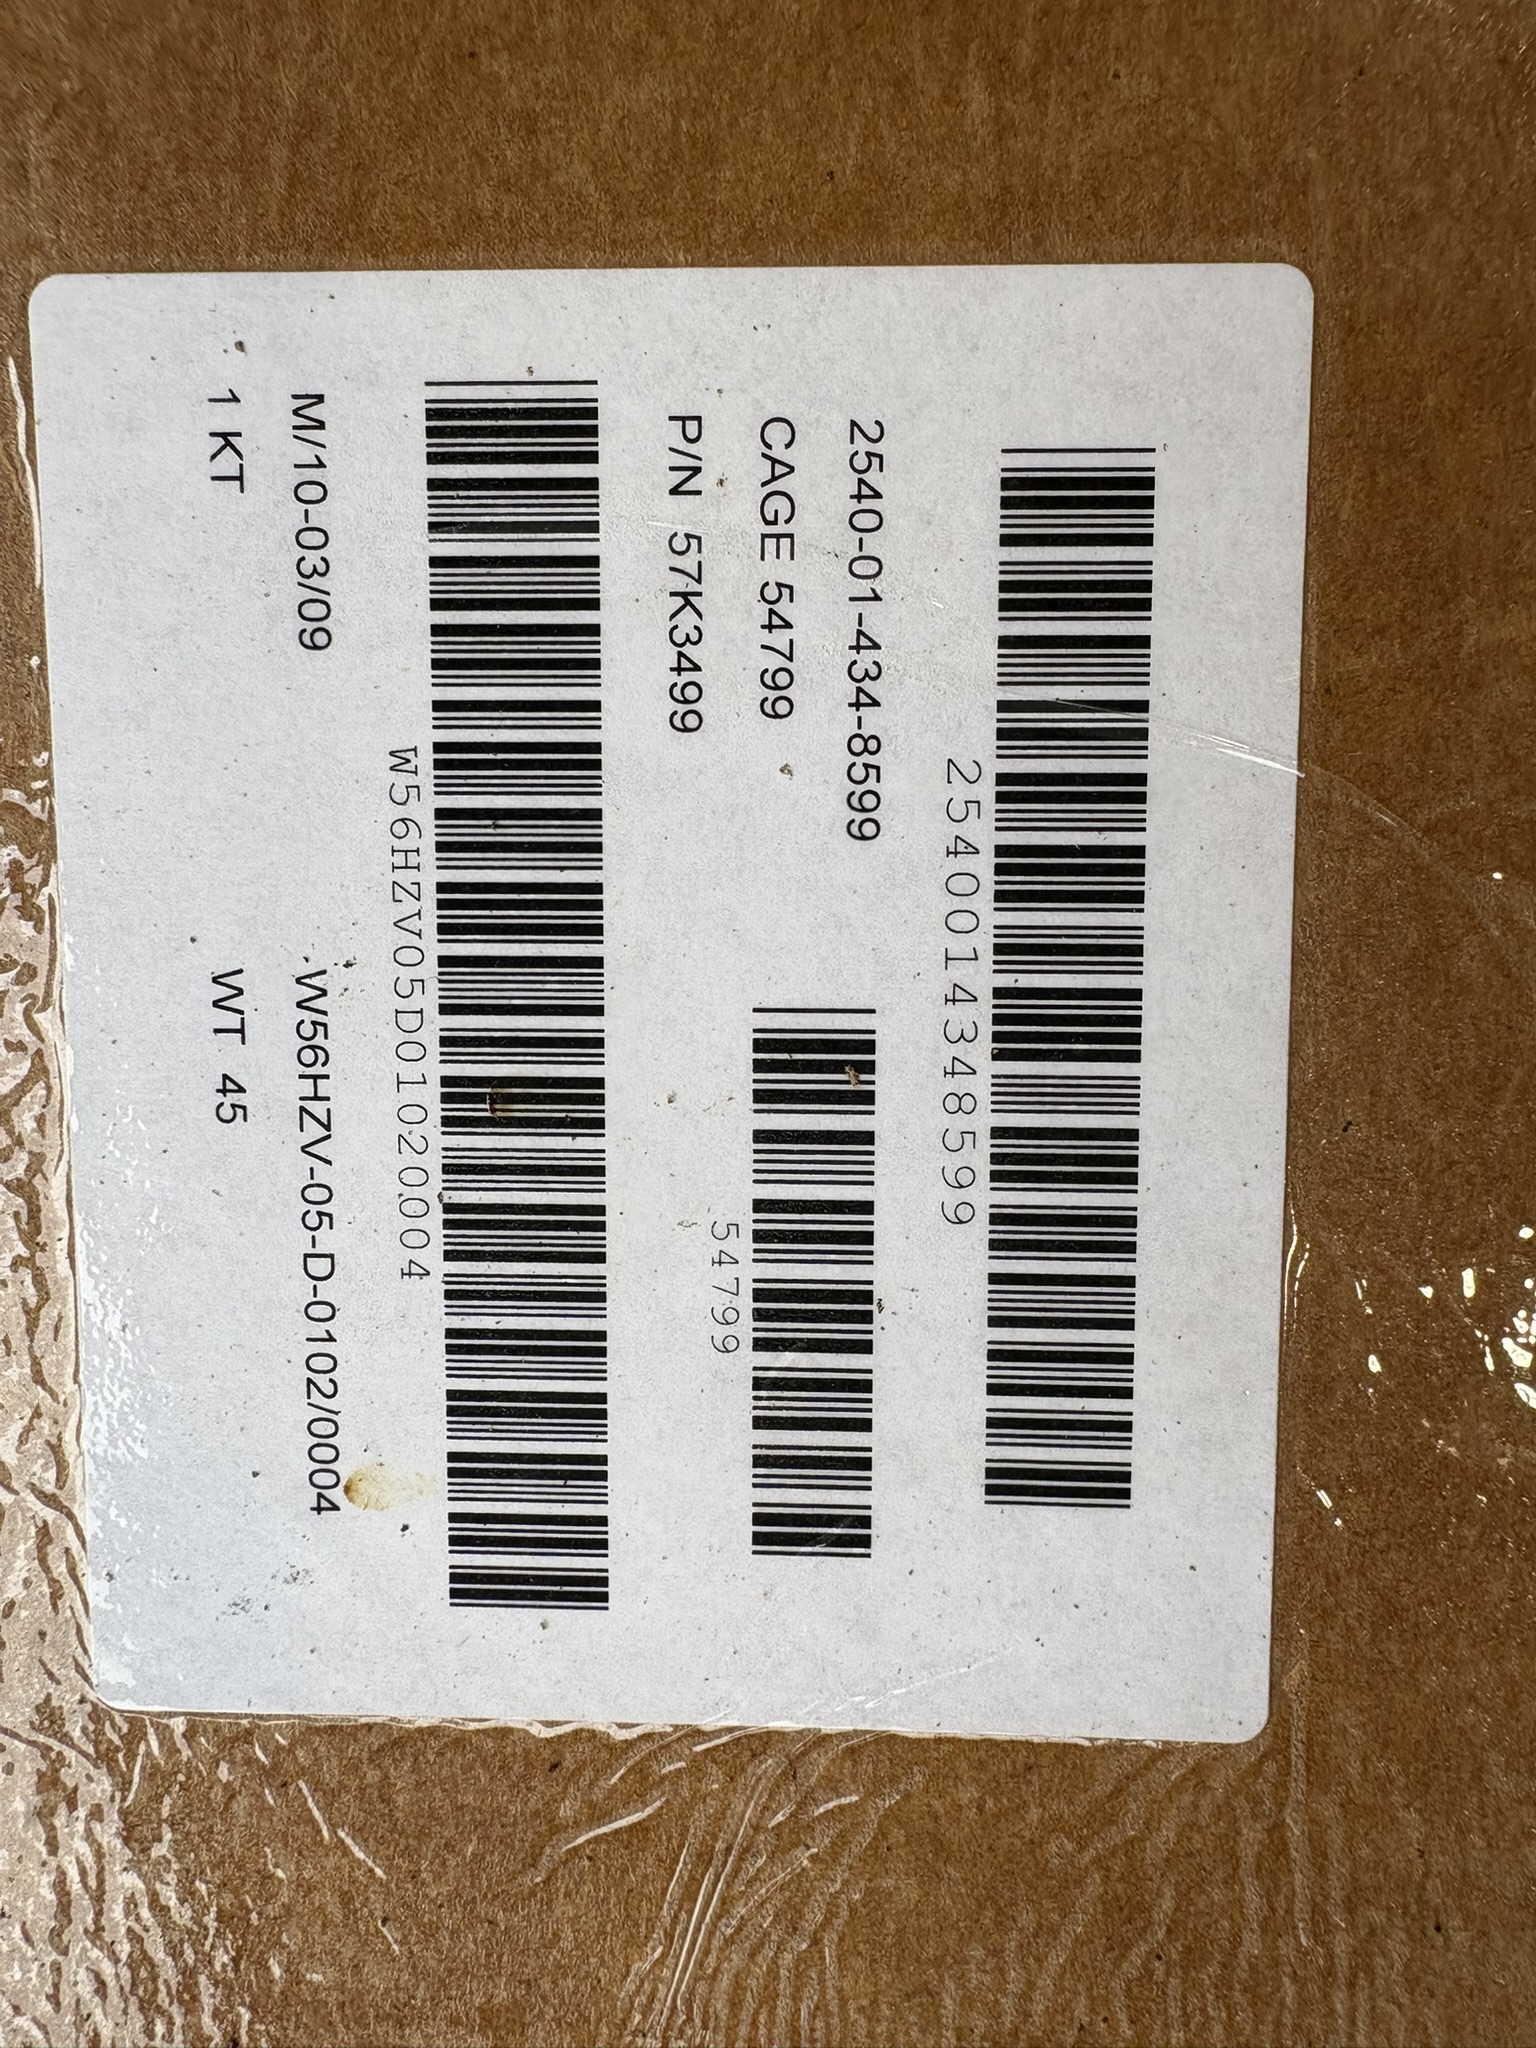 2540014348599
2540-01-434-8599
CAGE 54799
54799
P/N 57K3499
W56HZV05D01020004
M/10-03/09 W56HZV-05-D-0102/0004
1 KT WT 45